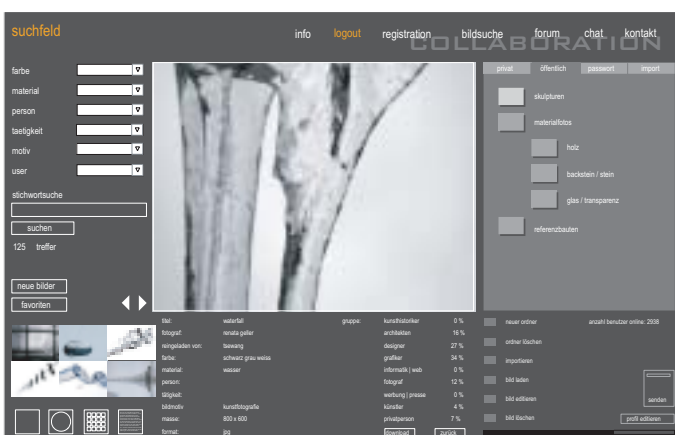 suchfeld
info logout registration bildsuche forum chat kontakt
COLLABORATION
farbe
material
person
taetigkeit
motiv
user
stichwortsuche
suchen
125 treffer
neue bilder
favoriten
privat öffentlich passwort import
skulpturen
materialfotos
holz
backstein / stein
glas / transparenz
referenzbauten
titel: waterfall
fotograf: renata geller
reingeladen von: taewang
farbe: schwarz grau weiss
material: wasser
person:
tätigkeit:
bildmotiv kunstfotografie
masse: 800 x 600
format: jpg
gruppe: kunsthistoriker 0 %
architekten 16 %
designer 27 %
grafiker 34 %
informatik | web 0 %
fotograf 12 %
werbung | presse 0 %
künstler 4 %
privatperson 7 %
download zurück
neuer ordner anzahl benutzer online: 2938
ordner löschen
importieren
bild laden
bild editieren
senden
bild löschen
profil editieren